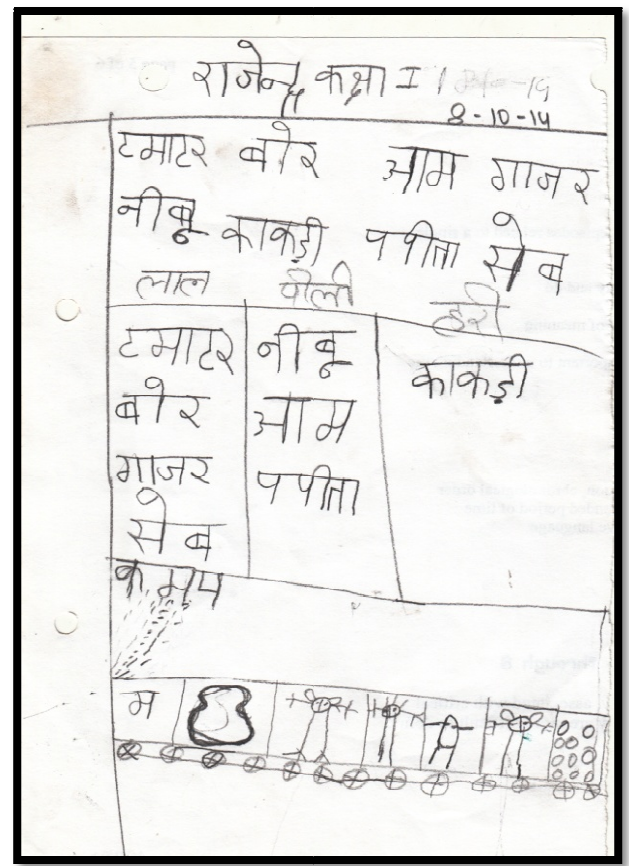 राजेन्द्र कक्षा I
8-10-14
टमाटर बोर आम गाजर
नीबू काकड़ी पपीता सेब
लाल पीली हरी
टमाटर नीबू काकड़ी
बोर आम
गाजर पपीता
सेब
क ग म म
म